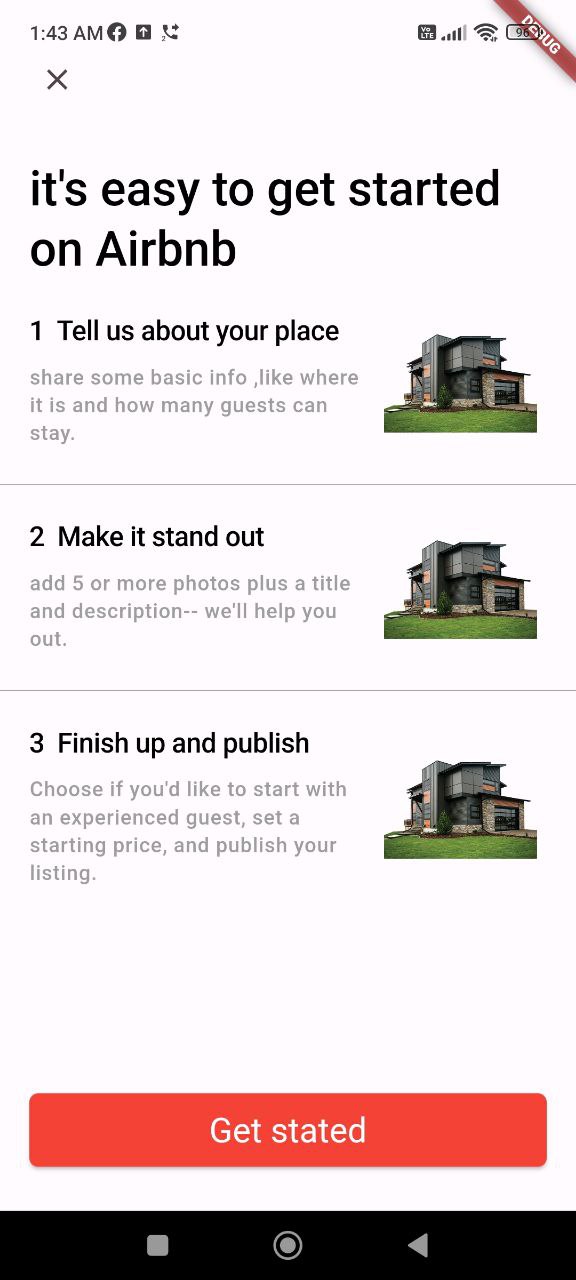 1:43 AM
Vo LTE
96
DEBUG
it's easy to get started
on Airbnb
1 Tell us about your place
share some basic info ,like where
it is and how many guests can
stay.
2 Make it stand out
add 5 or more photos plus a title
and description-- we'll help you
out.
3 Finish up and publish
Choose if you'd like to start with
an experienced guest, set a
starting price, and publish your
listing.
Get stated